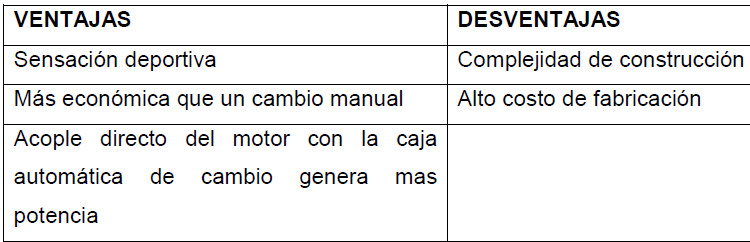 VENTAJAS DESVENTAJAS
Sensación deportiva Complejidad de construcción
Más económica que un cambio manual Alto costo de fabricación
Acople directo del motor con la caja
automática de cambio genera mas
potencia